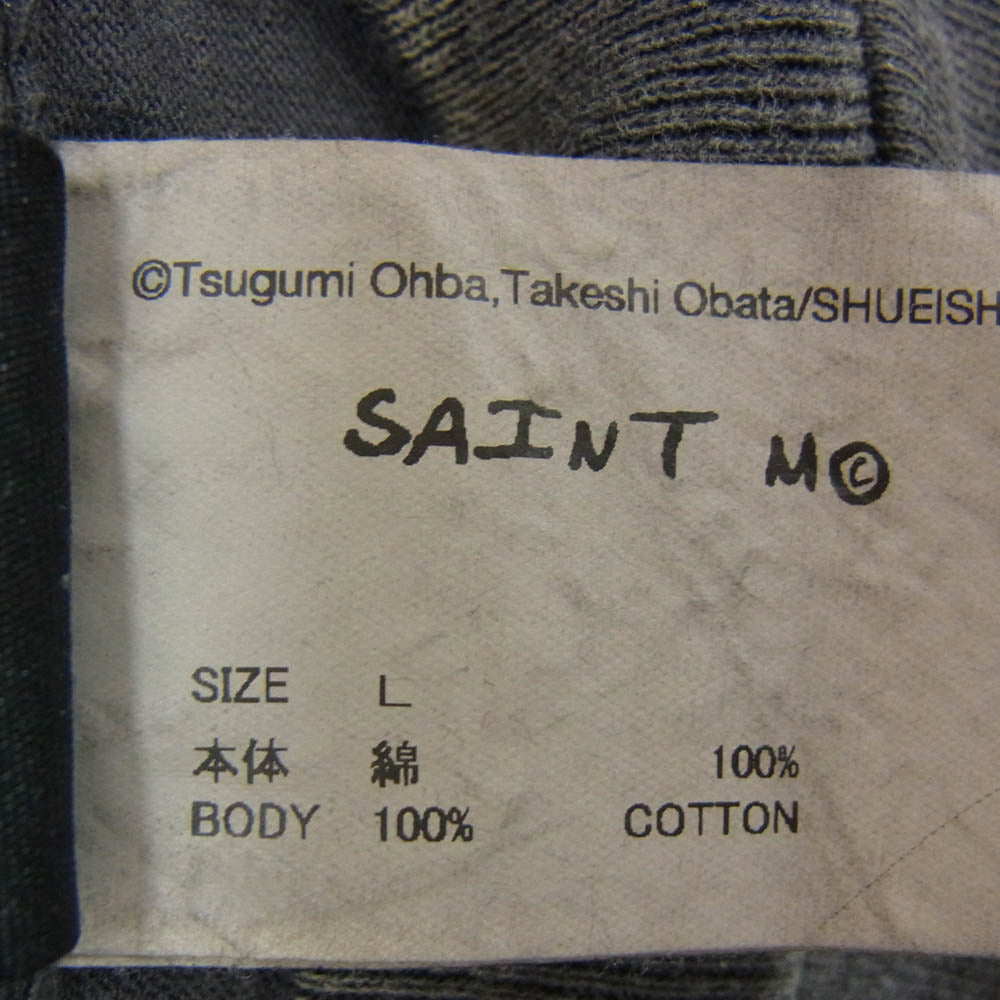 ©Tsugumi Ohba,Takeshi Obata/SHUEISH
SAINT M©
SIZE L
本体 綿 100%
BODY 100% COTTON